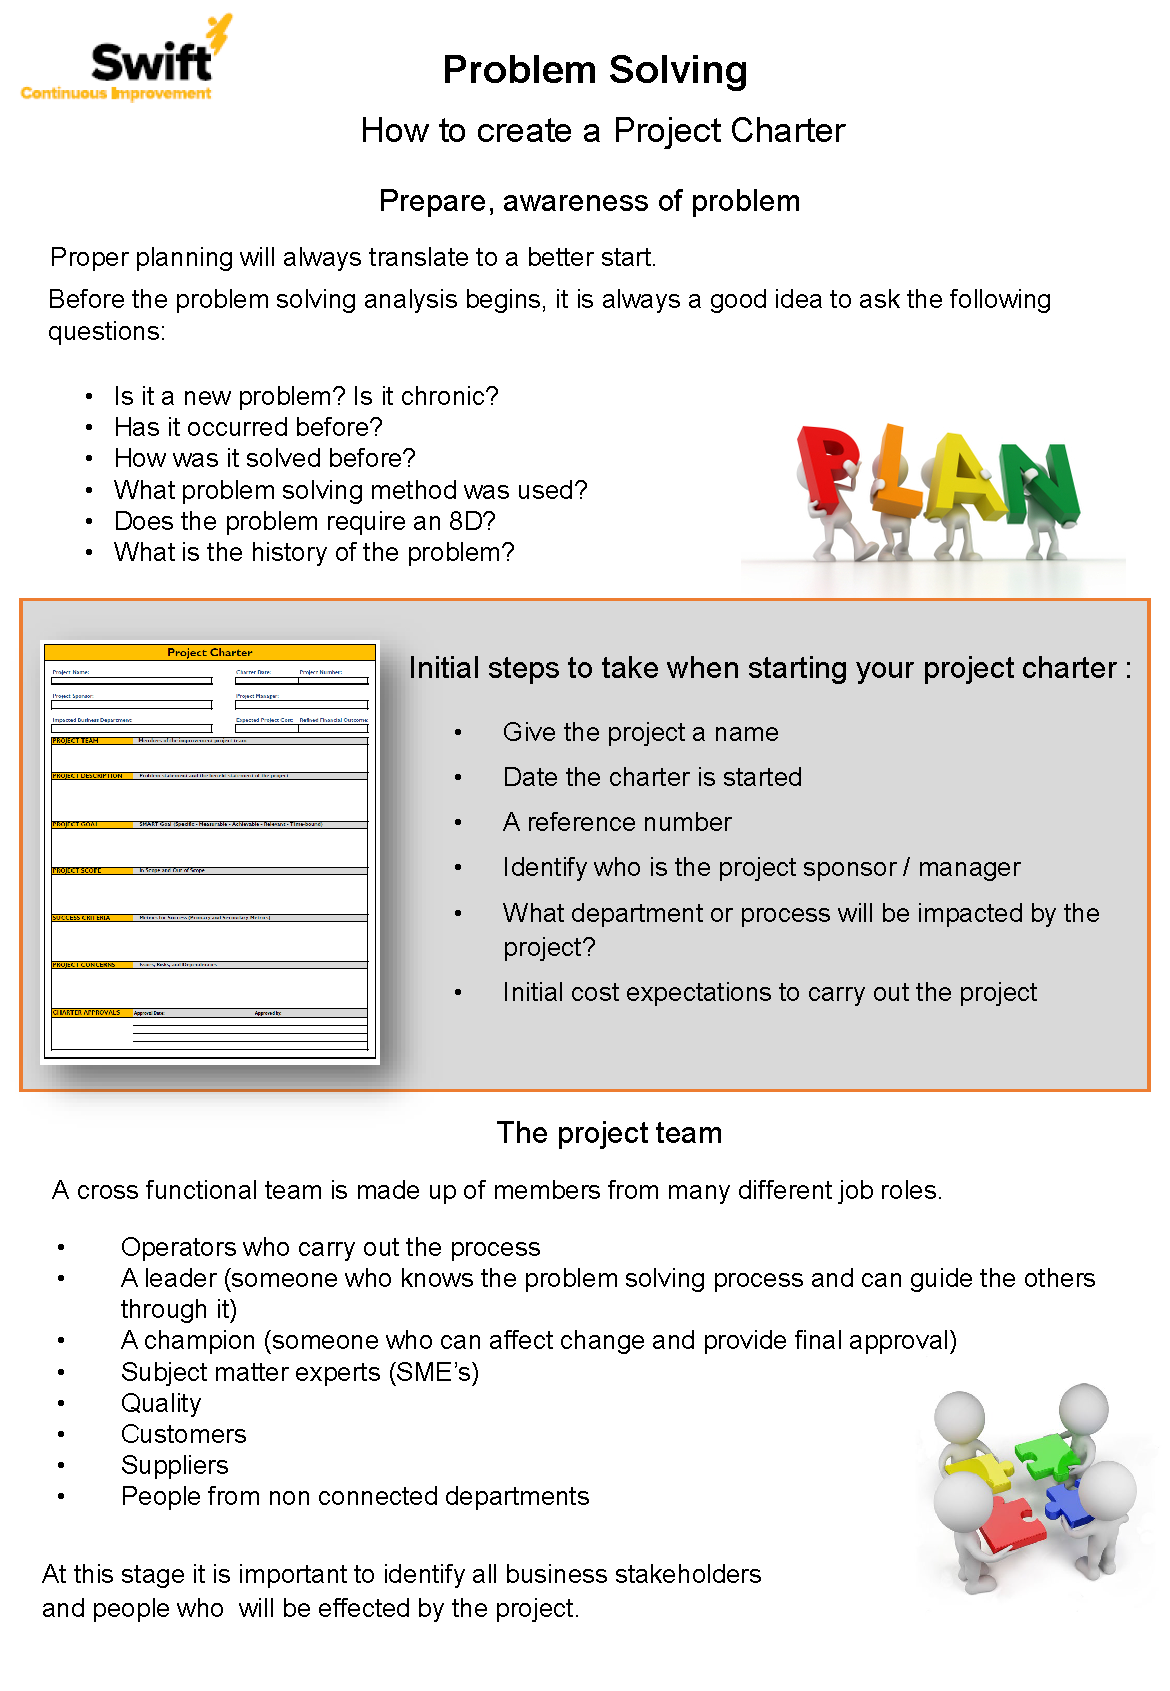 Swift
Continuous Improvement
Problem Solving
How to create a Project Charter
Prepare, awareness of problem
Proper planning will always translate to a better start.
Before the problem solving analysis begins, it is always a good idea to ask the following
questions:
• Is it a new problem? Is it chronic?
• Has it occurred before?
• How was it solved before?
• What problem solving method was used?
• Does the problem require an 8D?
• What is the history of the problem?
PLAN
Project Charter
Project Name: Charter Date: Project Number:
Project Sponsor: Project Manager:
Impacted Business Department: Expected Project Cost: Refined Financial Outcome:
PROJECT TEAM Members of the improvement project team
PROJECT DESCRIPTION Problem statement and the benefit statement of the project
PROJECT GOAL SMART Goal (Specific - Measurable - Achievable - Relevant - Time-bound)
PROJECT SCOPE In Scope and Out of Scope
SUCCESS CRITERIA Metrics for Success (Primary and Secondary Metrics)
PROJECT CONCERNS Issues, Risks, and Dependencies
CHARTER APPROVALS Approval Date: Approved by:
Initial steps to take when starting your project charter :
• Give the project a name
• Date the charter is started
• A reference number
• Identify who is the project sponsor / manager
• What department or process will be impacted by the
project?
• Initial cost expectations to carry out the project
The project team
A cross functional team is made up of members from many different job roles.
• Operators who carry out the process
• A leader (someone who knows the problem solving process and can guide the others
through it)
• A champion (someone who can affect change and provide final approval)
• Subject matter experts (SME’s)
• Quality
• Customers
• Suppliers
• People from non connected departments
At this stage it is important to identify all business stakeholders
and people who  will be effected by the project.